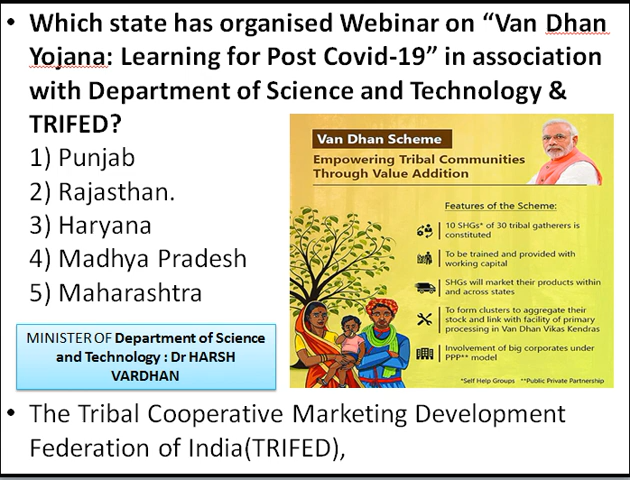 • Which state has organised Webinar on “Van Dhan
Yojana: Learning for Post Covid-19” in association
with Department of Science and Technology &
TRIFED?
1) Punjab
2) Rajasthan.
3) Haryana
4) Madhya Pradesh
5) Maharashtra
MINISTER OF Department of Science
and Technology : Dr HARSH
VARDHAN
Van Dhan Scheme
Empowering Tribal Communities
Through Value Addition
Features of the Scheme:
10 SHGs* of 30 tribal gatherers is
constituted
To be trained and provided with
working capital
SHGs will market their products within
and across states
To form clusters to aggregate their
stock and link with facility of primary
processing in Van Dhan Vikas Kendras
Involvement of big corporates under
PPP** model
*Self Help Groups **Public Private Partnership
• The Tribal Cooperative Marketing Development
Federation of India(TRIFED),